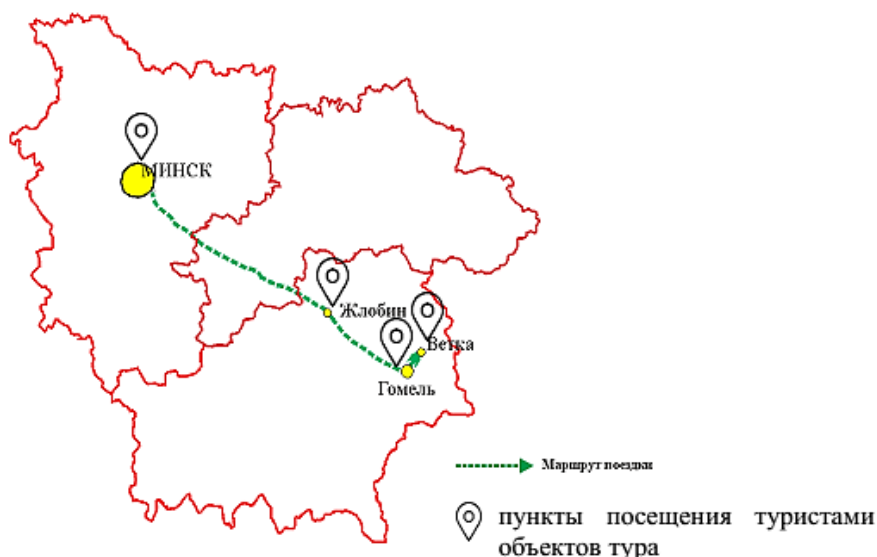 МИНСК
Жлобин
Ветка
Гомель
Маршрут поездки
пункты посещения туристами
объектов тура